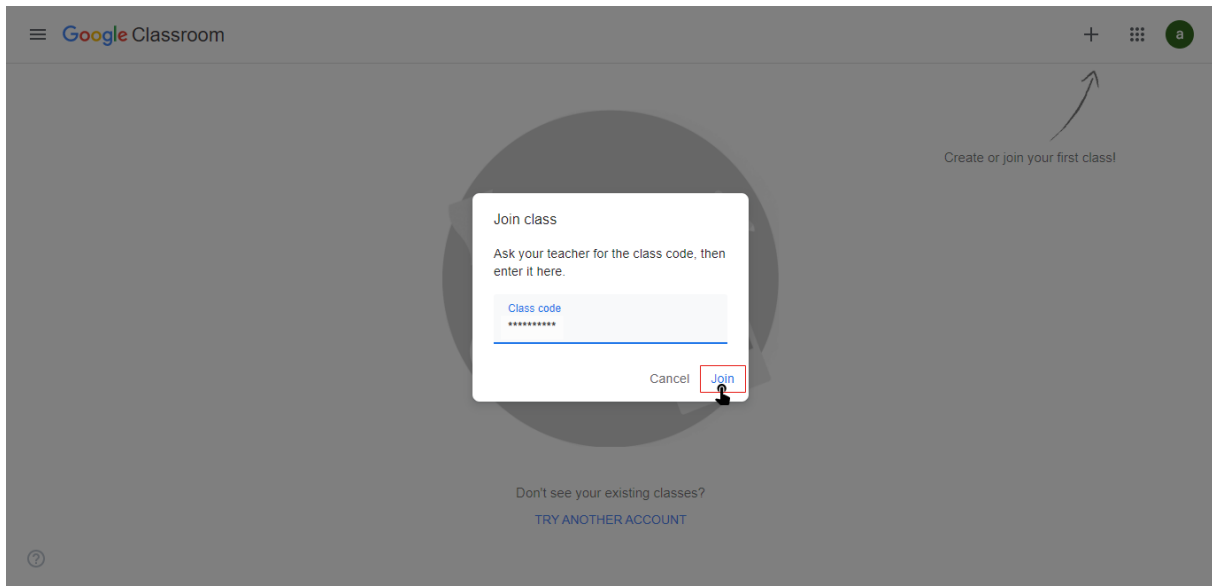 Google Classroom
a
Create or join your first class!
Join class
Ask your teacher for the class code, then
enter it here.
Class code
**********
Cancel Join
Don't see your existing classes?
TRY ANOTHER ACCOUNT
?